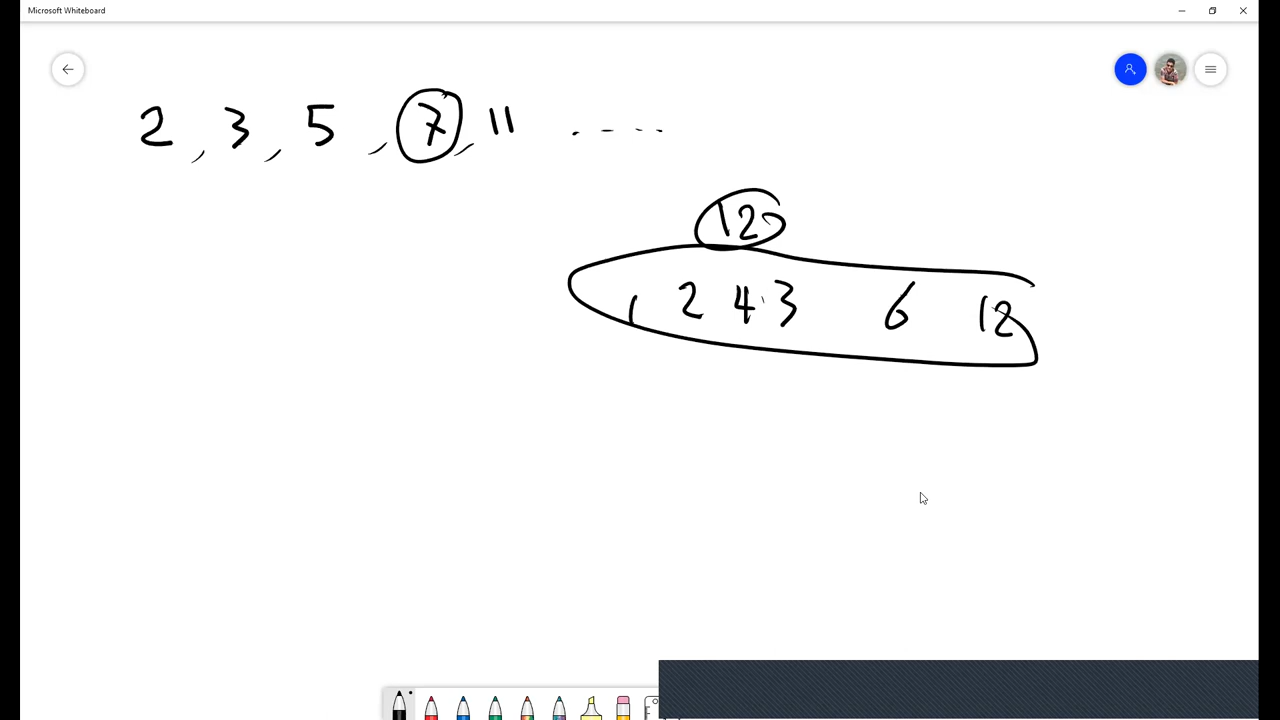 Microsoft Whiteboard
2, 3, 5, 7, 11 .....
12
1 2 4 3 6 12